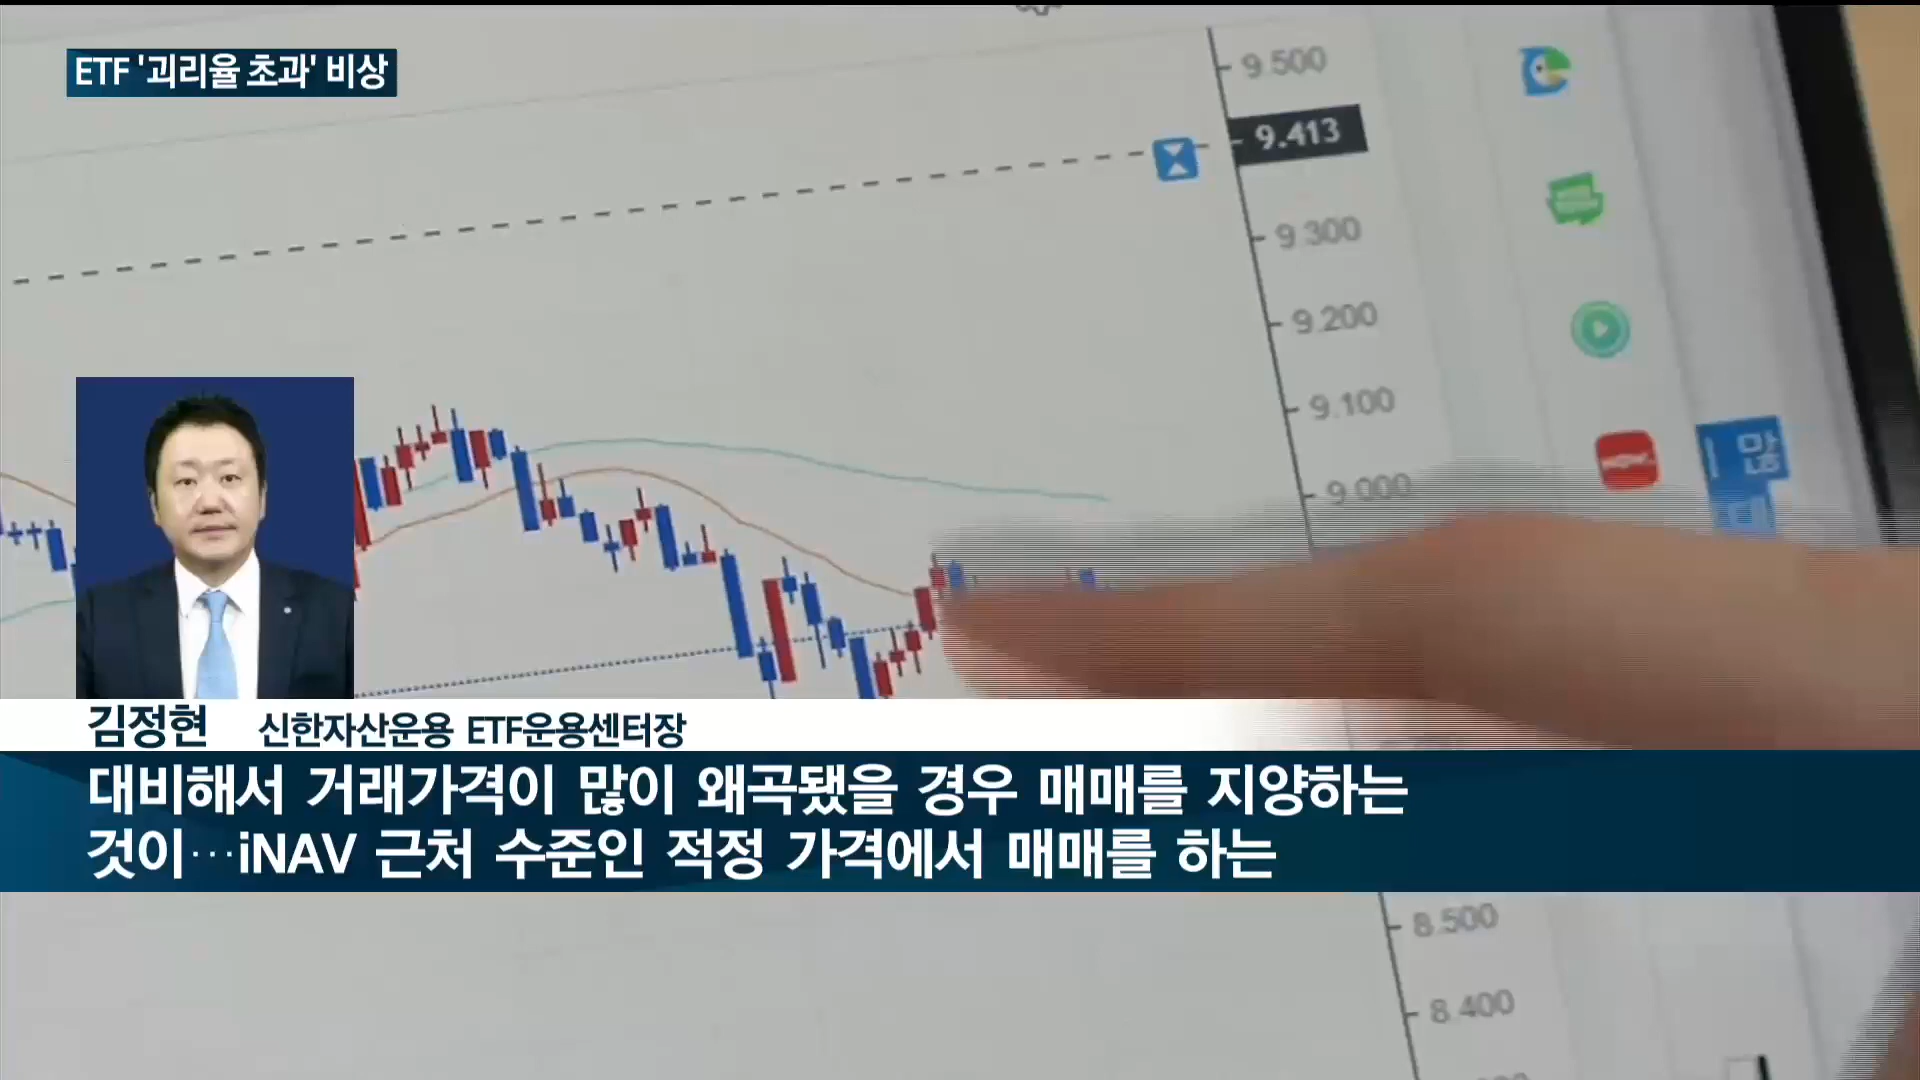 ETF '괴리율 초과' 비상
9.500
9.413
9.300
9.200
9.100
9.000
김정현 신한자산운용 ETF운용센터장
대비해서 거래가격이 많이 왜곡됐을 경우 매매를 지양하는
것이…iNAV 근처 수준인 적정 가격에서 매매를 하는
8.500
8.400